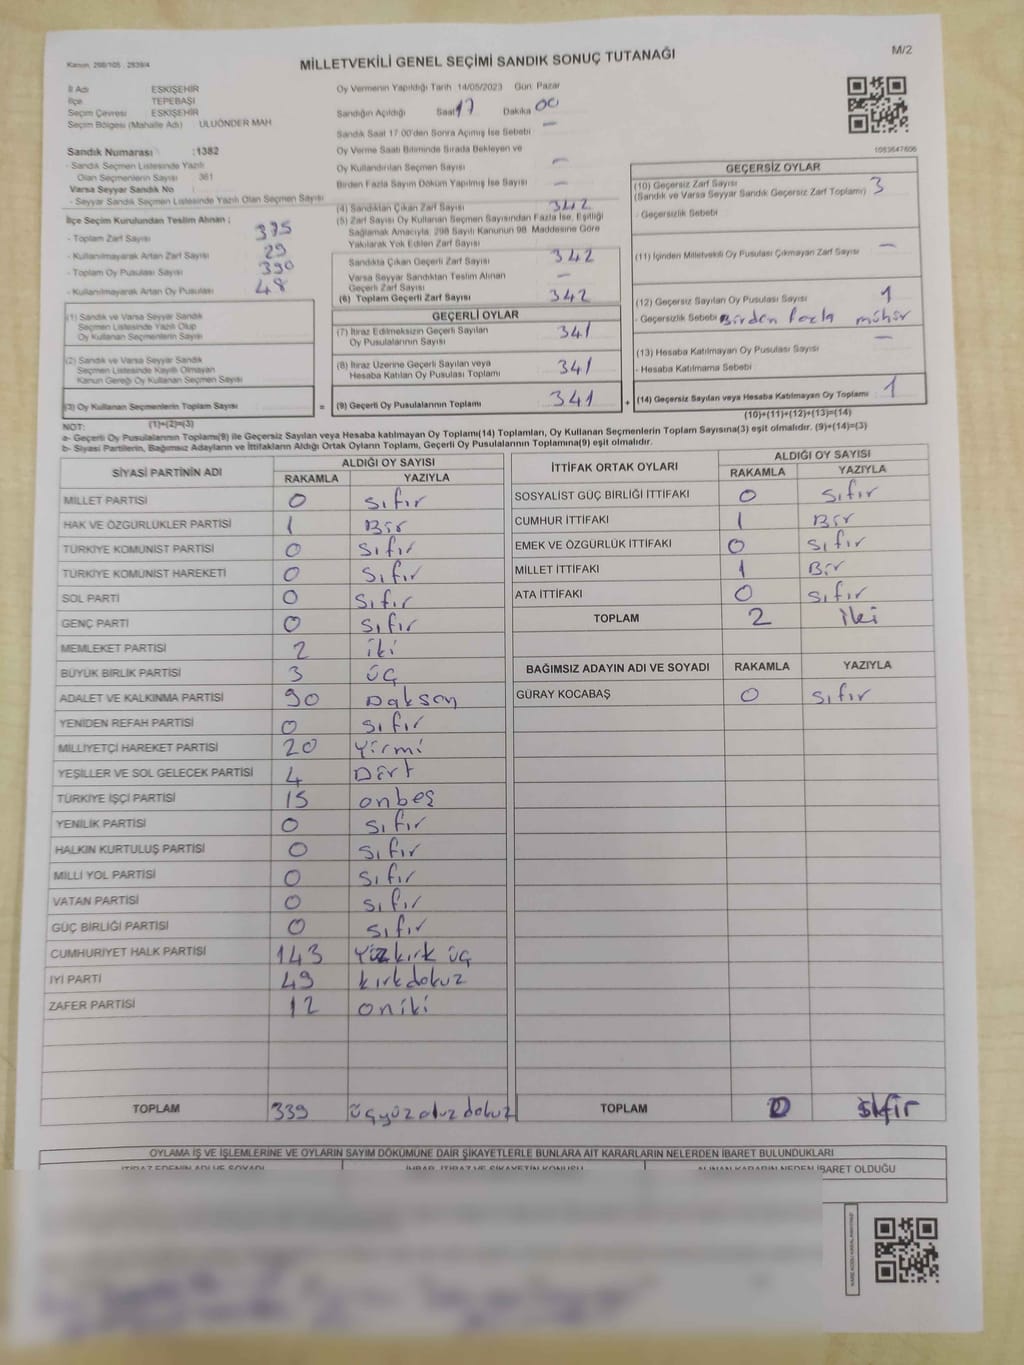 Kanun, 298/105 , 2839/4
MİLLETVEKİLİ GENEL SEÇİMİ SANDIK SONUÇ TUTANAĞI
M/2
İl Adı ESKİŞEHİR
İlçe TEPEBAŞI
Seçim Çevresi ESKİŞEHİR
Seçim Bölgesi (Mahalle Adı) ULUÖNDER MAH
Sandık Numarası :1382
- Sandık Seçmen Listesinde Yazılı
Olan Seçmenlerin Sayısı 361
Varsa Seyyar Sandık No
- Seyyar Sandık Seçmen Listesinde Yazılı Olan Seçmen Sayısı
İlçe Seçim Kurulundan Teslim Alınan ;
- Toplam Zarf Sayısı 375
- Kullanılmayarak Artan Zarf Sayısı 29
- Toplam Oy Pusulası Sayısı 390
- Kullanılmayarak Artan Oy Pusulası 48
(1) Sandık ve Varsa Seyyar Sandık
Seçmen Listesinde Yazılı Olup
Oy Kullanan Seçmenlerin Sayısı
(2) Sandık ve Varsa Seyyar Sandık
Seçmen Listesinde Kayıtlı Olmayan
Kanun Gereği Oy Kullanan Seçmen Sayısı
(3) Oy Kullanan Seçmenlerin Toplam Sayısı =
(1)+(2)=(3)
Oy Vermenin Yapıldığı Tarih 14/05/2023 Gün: Pazar
Sandığın Açıldığı Saat 17 Dakika 00
Sandık Saat 17.00'den Sonra Açılmış İse Sebebi —
Oy Verme Saati Bitiminde Sırada Bekleyen ve
Oy Kullandırılan Seçmen Sayısı —
Birden Fazla Sayım Döküm Yapılmış İse Sayısı —
(4) Sandıktan Çıkan Zarf Sayısı 342
(5) Zarf Sayısı Oy Kullanan Seçmen Sayısından Fazla İse, Eşitliği
Sağlamak Amacıyla, 298 Sayılı Kanunun 98. Maddesine Göre
Yakılarak Yok Edilen Zarf Sayısı
Sandıkta Çıkan Geçerli Zarf Sayısı 342
Varsa Seyyar Sandıktan Teslim Alınan
Geçerli Zarf Sayısı —
(6) Toplam Geçerli Zarf Sayısı 342
GEÇERLİ OYLAR
(7) İtiraz Edilmeksizin Geçerli Sayılan
Oy Pusulalarının Sayısı 341
(8) İtiraz Üzerine Geçerli Sayılan veya
Hesaba Katılan Oy Pusulası Toplamı 341
(9) Geçerli Oy Pusulalarının Toplamı 341 +
1083647606
GEÇERSİZ OYLAR
(10) Geçersiz Zarf Sayısı 3
(Sandık ve Varsa Seyyar Sandık Geçersiz Zarf Toplamı)
- Geçersizlik Sebebi
(11) İçinden Milletvekili Oy Pusulası Çıkmayan Zarf Sayısı —
(12) Geçersiz Sayılan Oy Pusulası Sayısı 1
- Geçersizlik Sebebi Birden fazla mühür
(13) Hesaba Katılmayan Oy Pusulası Sayısı —
- Hesaba Katılmama Sebebi
(14) Geçersiz Sayılan veya Hesaba Katılmayan Oy Toplamı 1
(10)+(11)+(12)+(13)=(14)
NOT:
a- Geçerli Oy Pusulaları Toplamı(9) ile Geçersiz Sayılan veya Hesaba katılmayan Oy Toplamı(14) Toplamları, Oy Kullanan Seçmenlerin Toplam Sayısına(3) eşit olmalıdır. (9)+(14)=(3)
b- Siyasi Partilerin, Bağımsız Adayların ve İttifakların Aldığı Ortak Oyların Toplamı, Geçerli Oy Pusulalarının Toplamına(9) eşit olmalıdır.
SİYASİ PARTİNİN ADI ALDIĞI OY SAYISI
RAKAMLA YAZIYLA
MİLLET PARTİSİ 0 sıfır
HAK VE ÖZGÜRLÜKLER PARTİSİ 1 Bir
TÜRKİYE KOMÜNİST PARTİSİ 0 sıfır
TÜRKİYE KOMÜNİST HAREKETİ 0 sıfır
SOL PARTİ 0 sıfır
GENÇ PARTİ 0 sıfır
MEMLEKET PARTİSİ 2 iki
BÜYÜK BİRLİK PARTİSİ 3 üç
ADALET VE KALKINMA PARTİSİ 90 Doksan
YENİDEN REFAH PARTİSİ 0 sıfır
MİLLİYETÇİ HAREKET PARTİSİ 20 Yirmi
YEŞİLLER VE SOL GELECEK PARTİSİ 4 Dört
TÜRKİYE İŞÇİ PARTİSİ 15 onbeş
YENİLİK PARTİSİ 0 sıfır
HALKIN KURTULUŞ PARTİSİ 0 sıfır
MİLLİ YOL PARTİSİ 0 sıfır
VATAN PARTİSİ 0 sıfır
GÜÇ BİRLİĞİ PARTİSİ 0 sıfır
CUMHURİYET HALK PARTİSİ 143 Yüzkırk üç
İYİ PARTİ 49 kırkdokuz
ZAFER PARTİSİ 12 oniki
TOPLAM 339 üçyüzotuzdokuz
İTTİFAK ORTAK OYLARI ALDIĞI OY SAYISI
RAKAMLA YAZIYLA
SOSYALİST GÜÇ BİRLİĞİ İTTİFAKI 0 sıfır
CUMHUR İTTİFAKI 1 Bir
EMEK VE ÖZGÜRLÜK İTTİFAKI 0 sıfır
MİLLET İTTİFAKI 1 Bir
ATA İTTİFAKI 0 sıfır
TOPLAM 2 iki
BAĞIMSIZ ADAYIN ADI VE SOYADI RAKAMLA YAZIYLA
GÜRAY KOCABAŞ 0 sıfır
TOPLAM 0 sıfır
OYLAMA İŞ VE İŞLEMLERİNE VE OYLARIN SAYIM DÖKÜMÜNE DAİR ŞİKAYETLERLE BUNLARA AİT KARARLARIN NELERDEN İBARET BULUNDUKLARI
İTİRAZ EDENİN ADI VE SOYADI İHBAR, İTİRAZ VE ŞİKAYETİN KONUSU ALINAN KARARIN NEDEN İBARET OLDUĞU